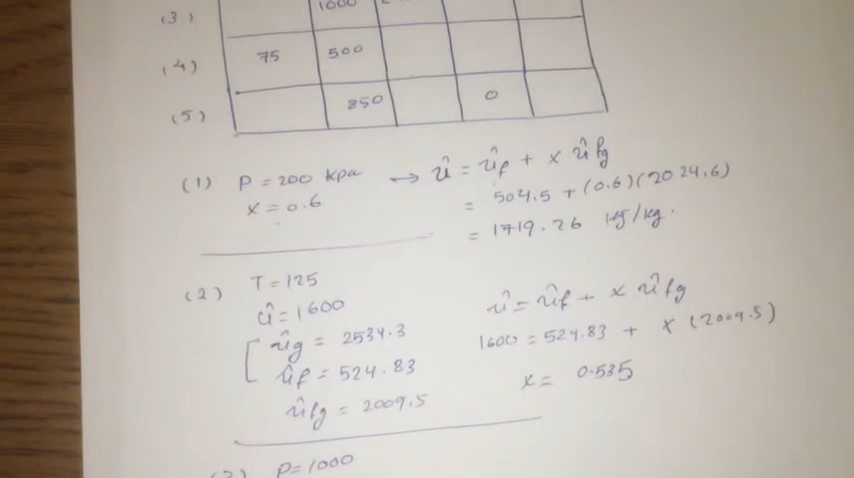 (3) 1000
(4) 75 500
(5) 850 0
(1) P = 200 kpa → û = ûf + x ûfg
x = 0.6 = 504.5 + (0.6) (2024.6)
= 1719.26 kJ/kg.
(2) T = 125
û = 1600 û = ûf + x ûfg
[ ûg = 2534.3 1600 = 524.83 + x (2009.5)
ûf = 524.83 x = 0.535
ûfg = 2009.5
(3) P = 1000